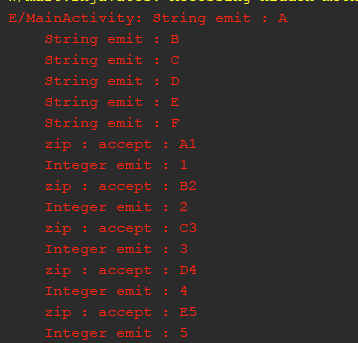 E/MainActivity: String emit : A
String emit : B
String emit : C
String emit : D
String emit : E
String emit : F
zip : accept : A1
Integer emit : 1
zip : accept : B2
Integer emit : 2
zip : accept : C3
Integer emit : 3
zip : accept : D4
Integer emit : 4
zip : accept : E5
Integer emit : 5